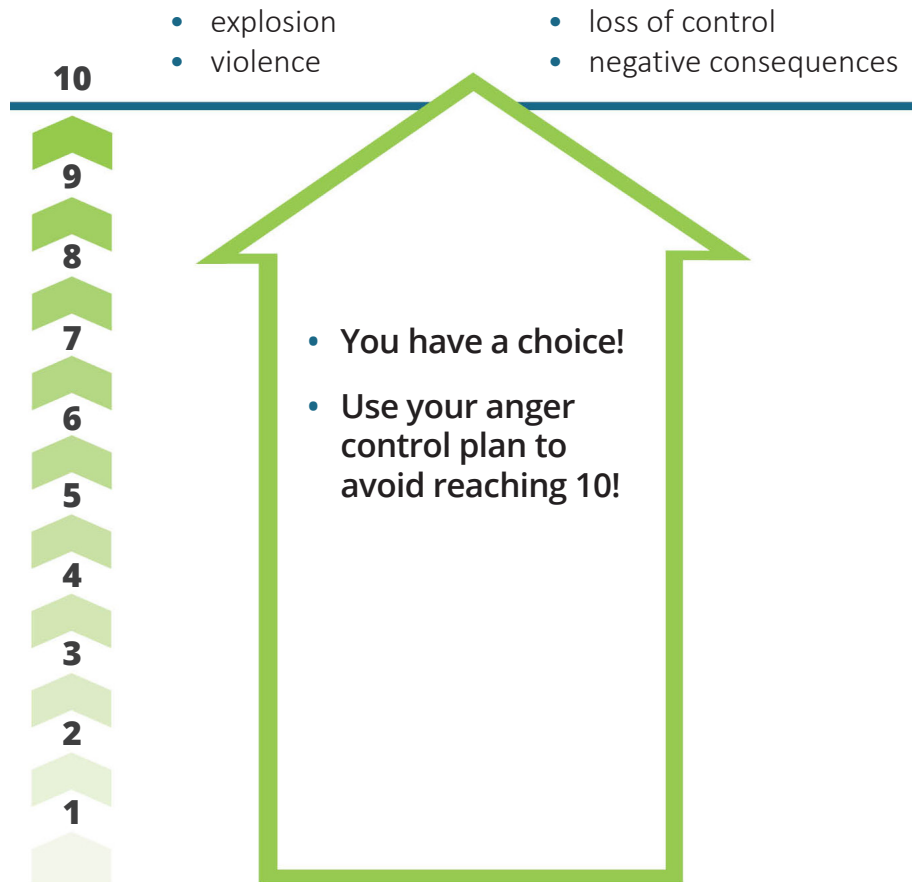 • explosion
• violence
• loss of control
• negative consequences
10
9
8
7
6
5
4
3
2
1
• You have a choice!
• Use your anger
control plan to
avoid reaching 10!